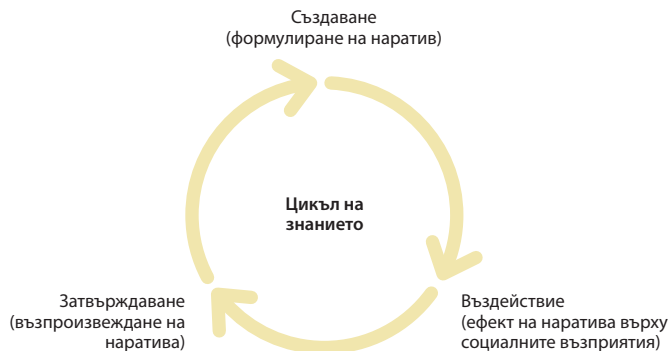 Създаване
(формулиране на наратив)
Цикъл на
знанието
Затвърждаване
(възпроизвеждане на
наратива)
Въздействие
(ефект на наратива върху
социалните възприятия)